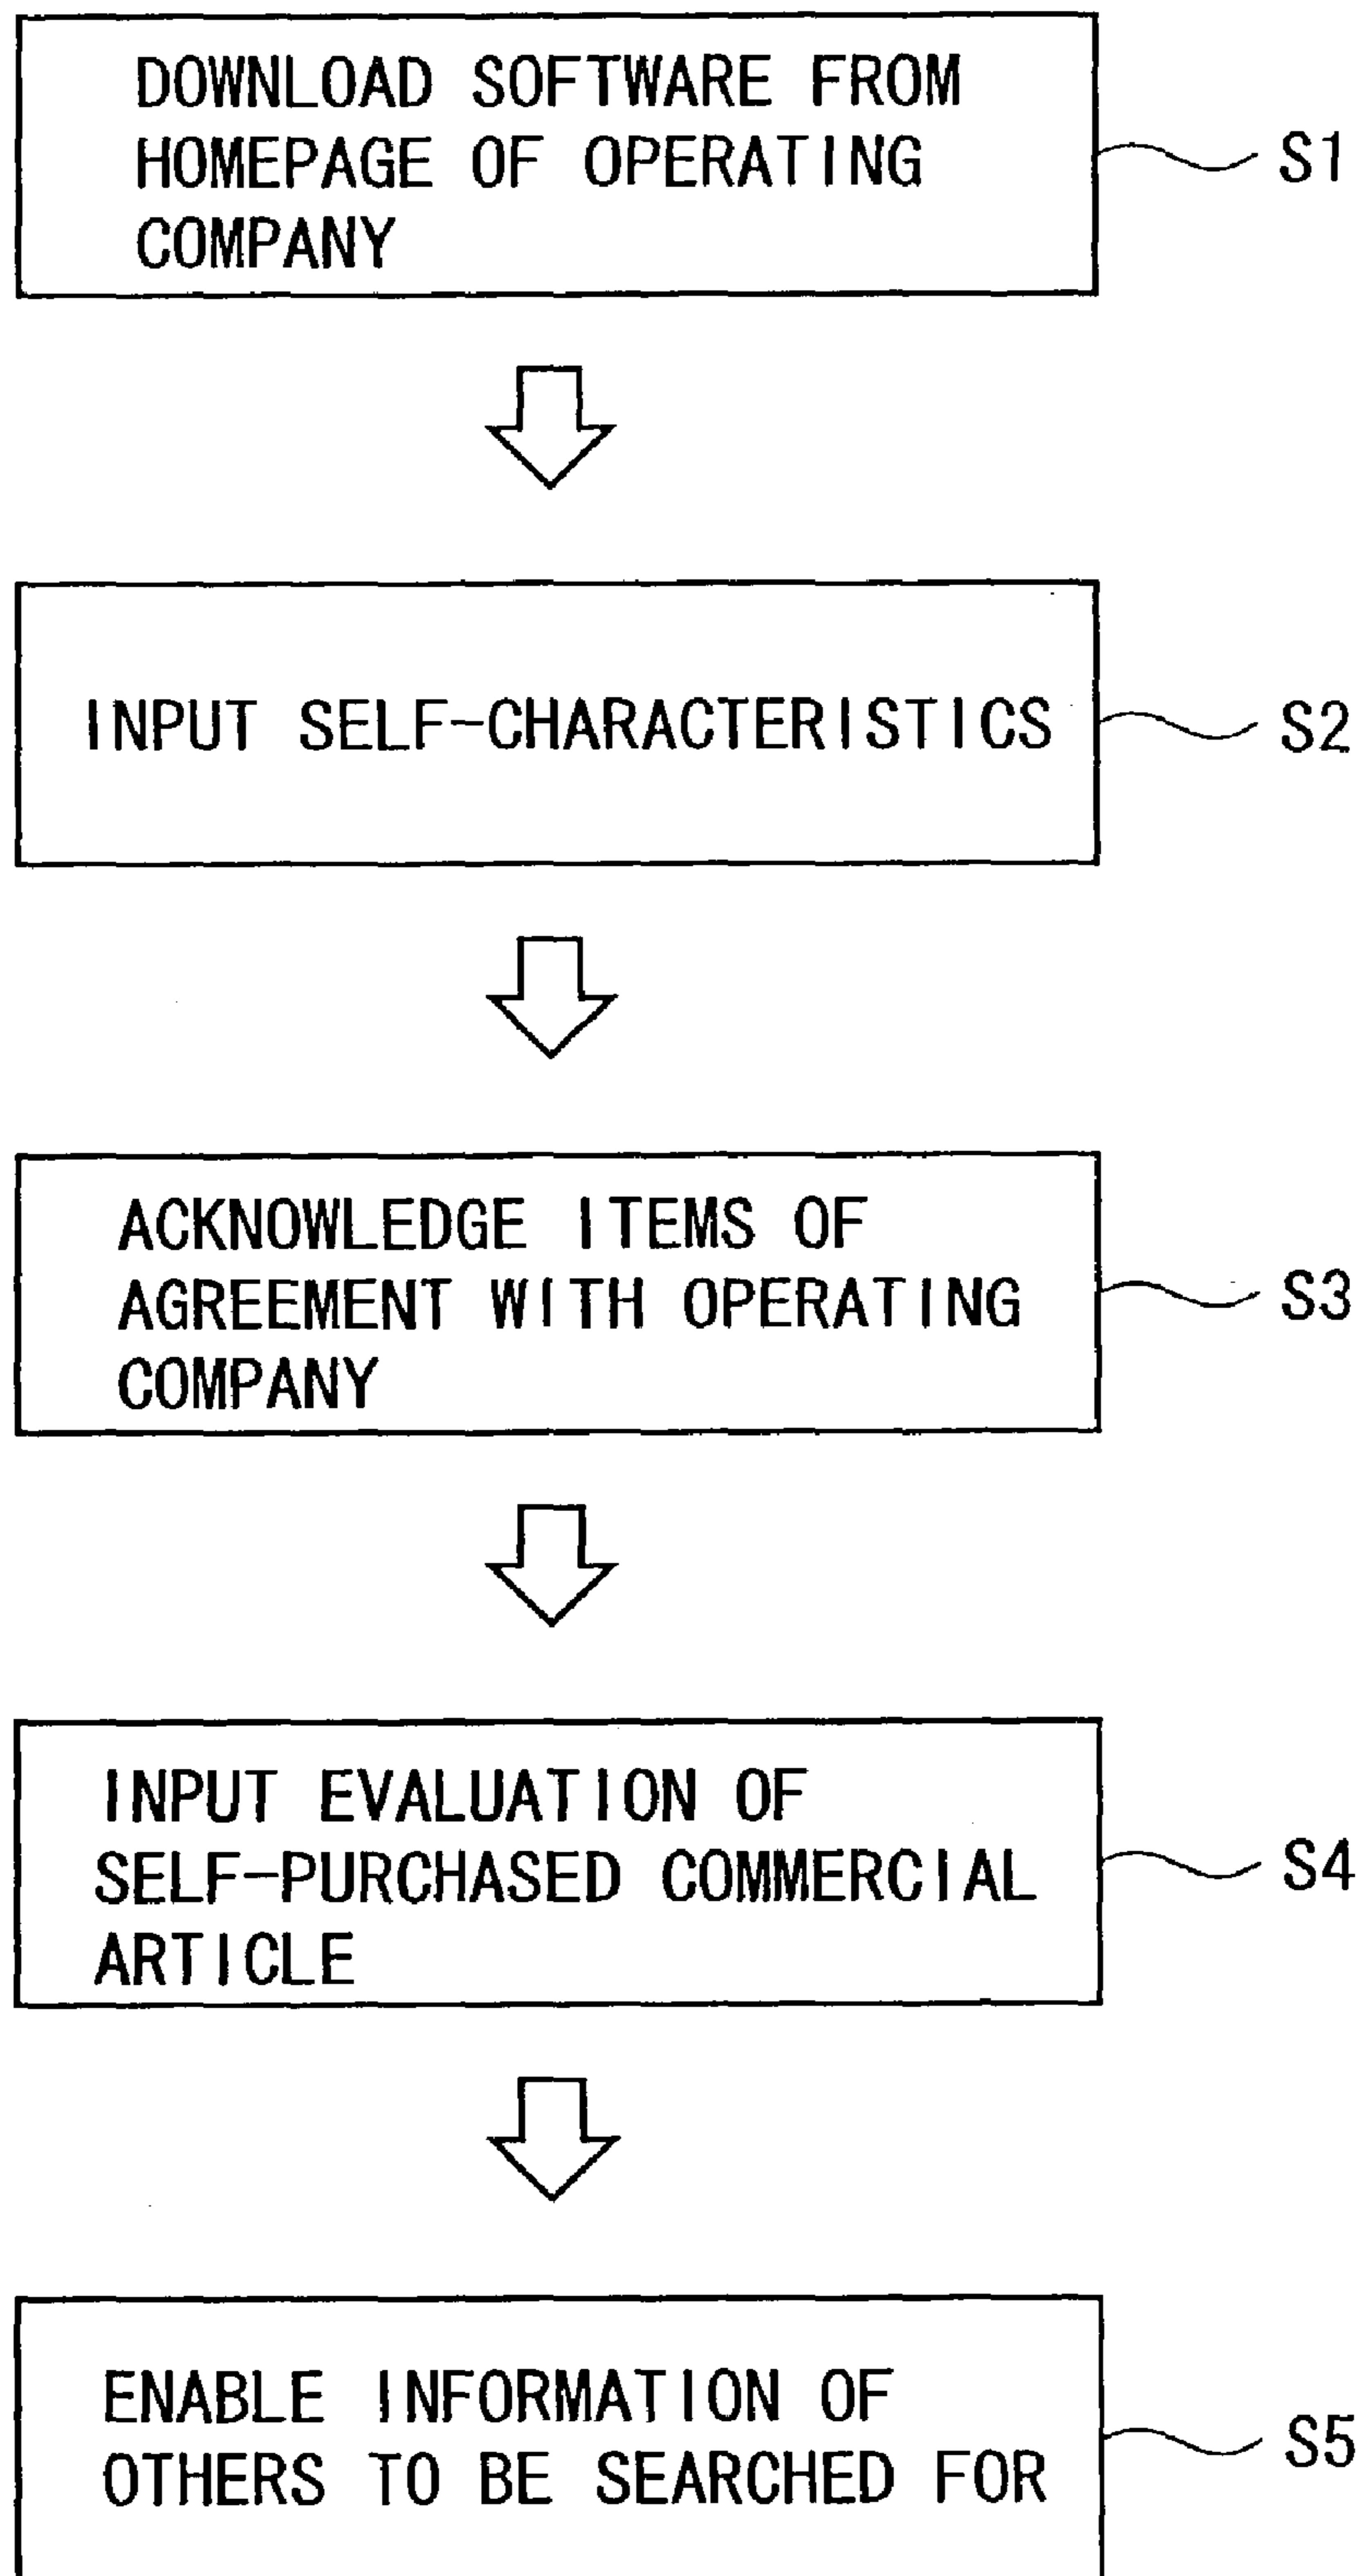 DOWNLOAD SOFTWARE FROM
HOMEPAGE OF OPERATING
COMPANY
S1
INPUT SELF-CHARACTERISTICS
S2
ACKNOWLEDGE ITEMS OF
AGREEMENT WITH OPERATING
COMPANY
S3
INPUT EVALUATION OF
SELF-PURCHASED COMMERCIAL
ARTICLE
S4
ENABLE INFORMATION OF
OTHERS TO BE SEARCHED FOR
S5